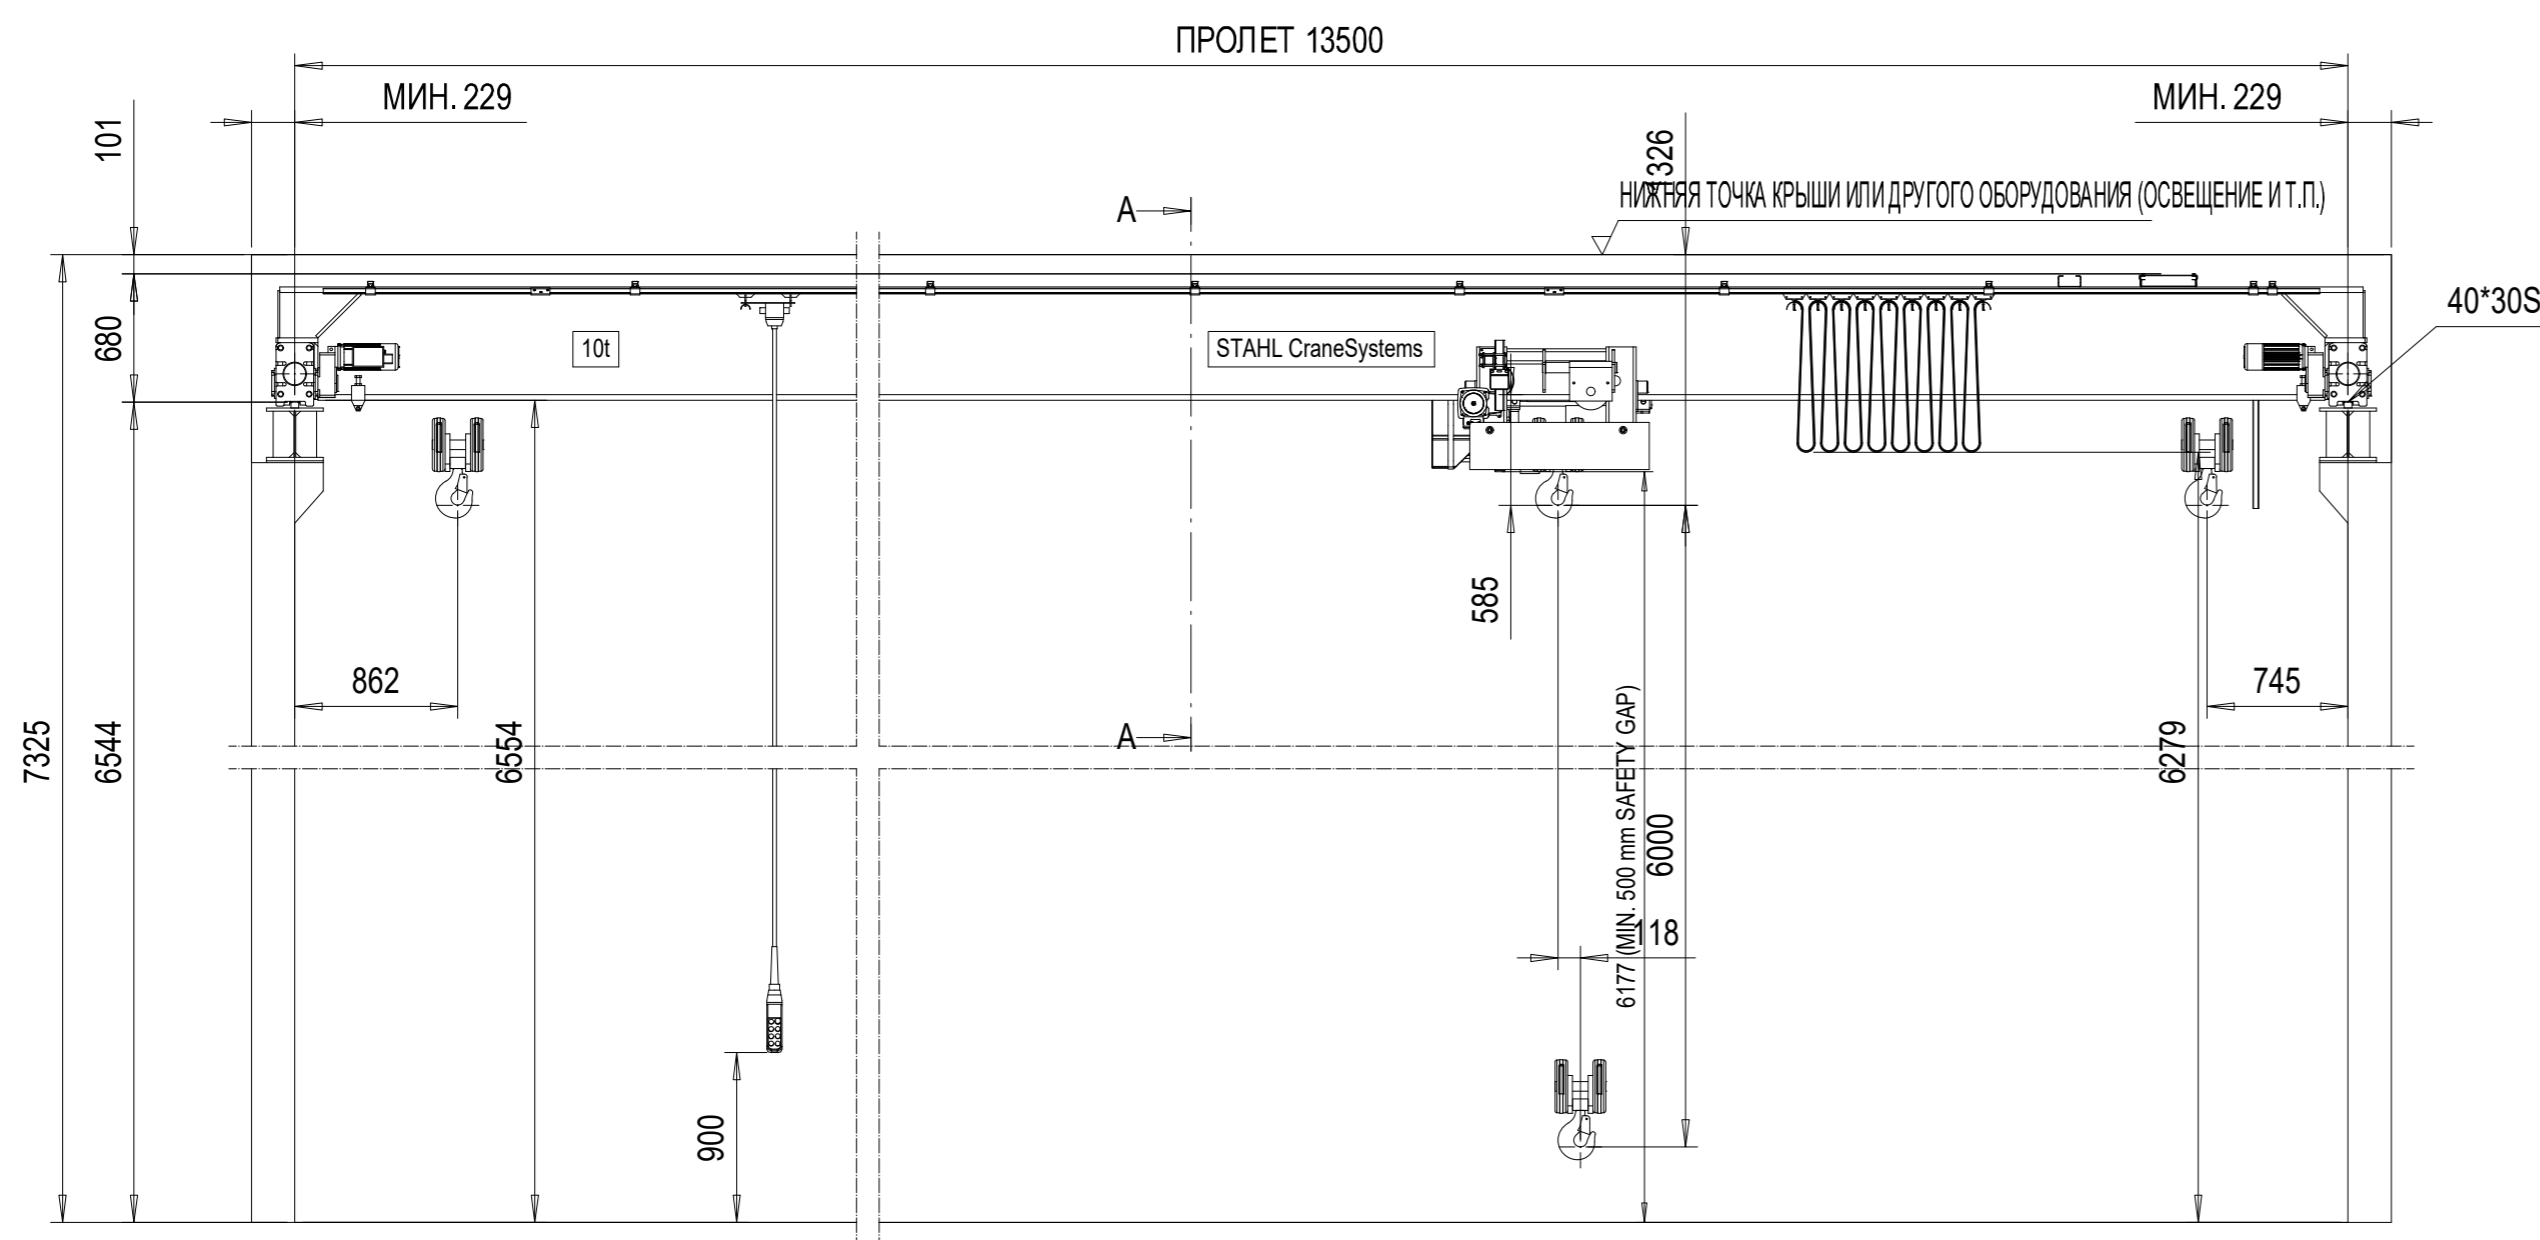 ПРОЛЕТ 13500
МИН. 229
МИН. 229
101
1326
НИЖНЯЯ ТОЧКА КРЫШИ ИЛИ ДРУГОГО ОБОРУДОВАНИЯ (ОСВЕЩЕНИЕ И Т.П.)
A
40*30S
680
10t
STAHL CraneSystems
585
862
745
7325
6544
6554
A
6177 (MIN. 500 mm SAFETY GAP)
6279
6000
118
900